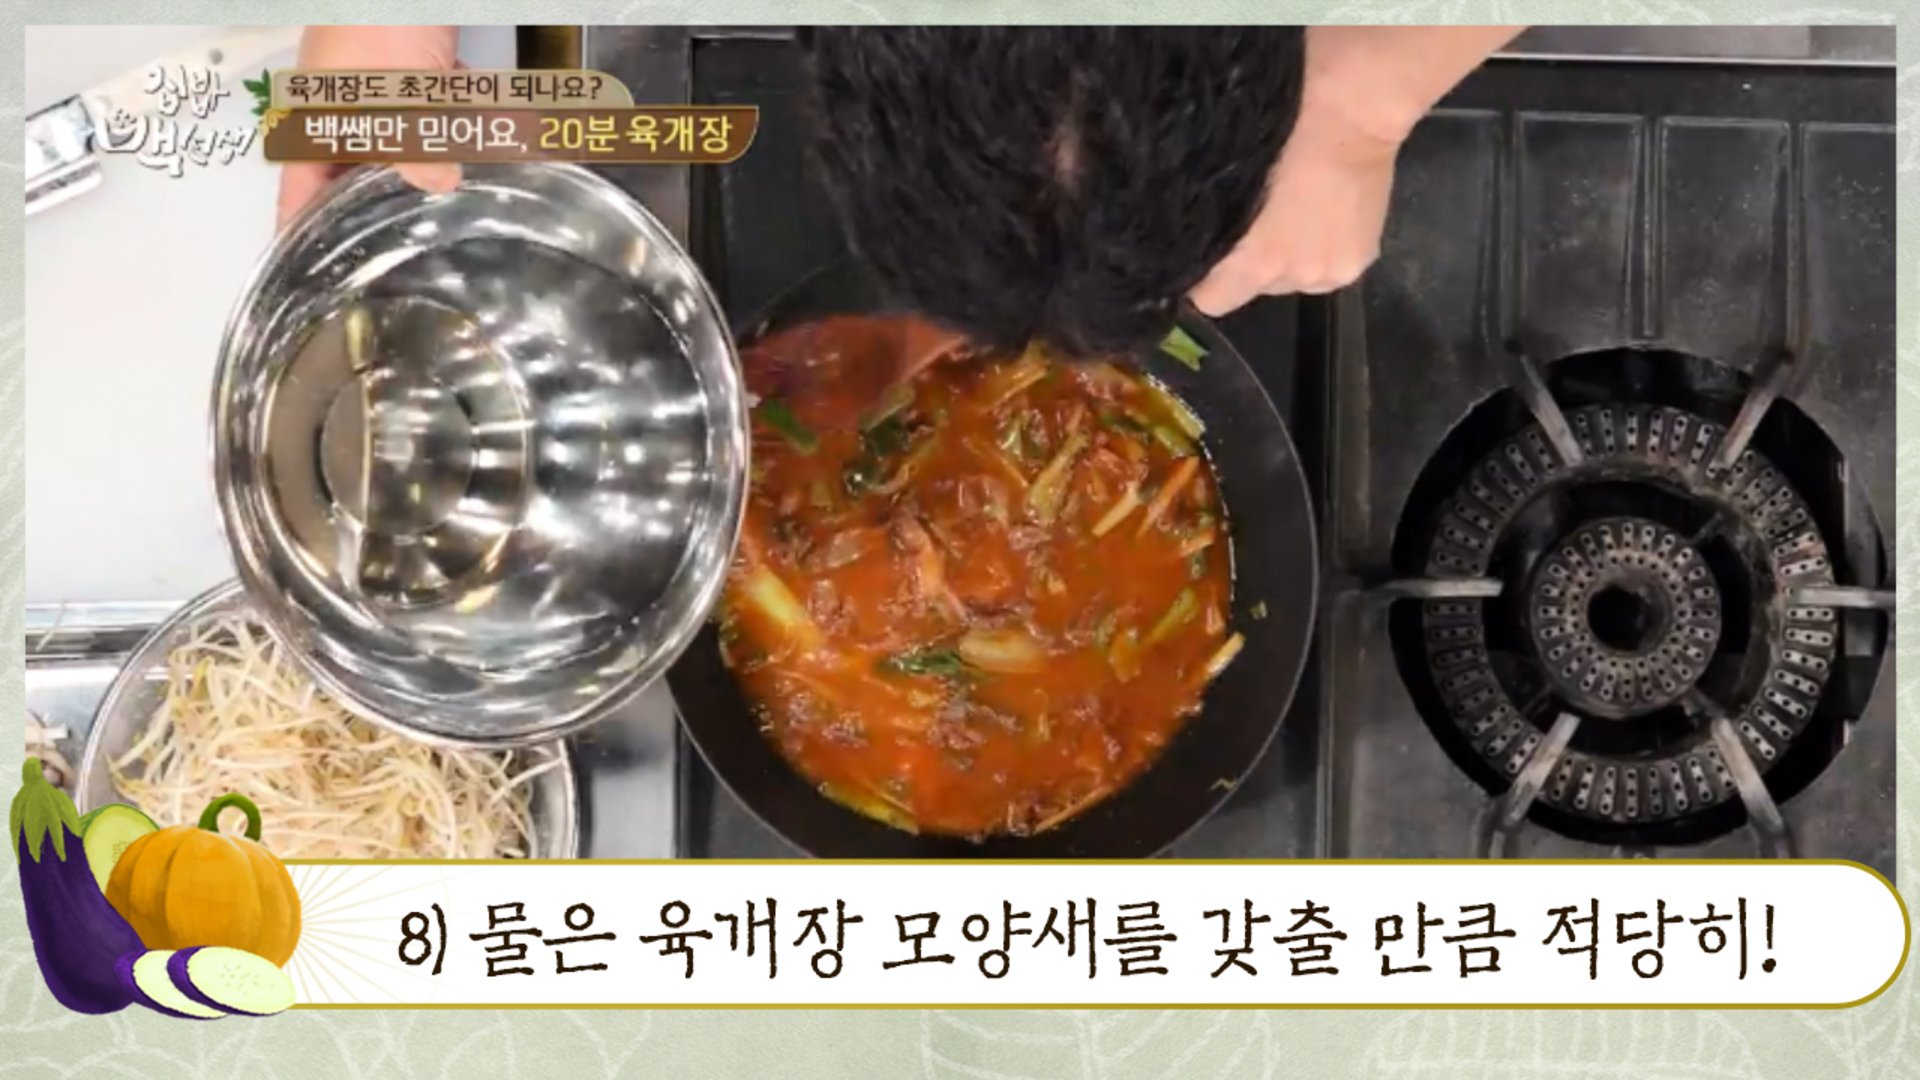 집밥
백선생
육개장도 초간단이 되나요?
백쌤만 믿어요, 20분 육개장
8) 물은 육개장 모양새를 갖출 만큼 적당히!